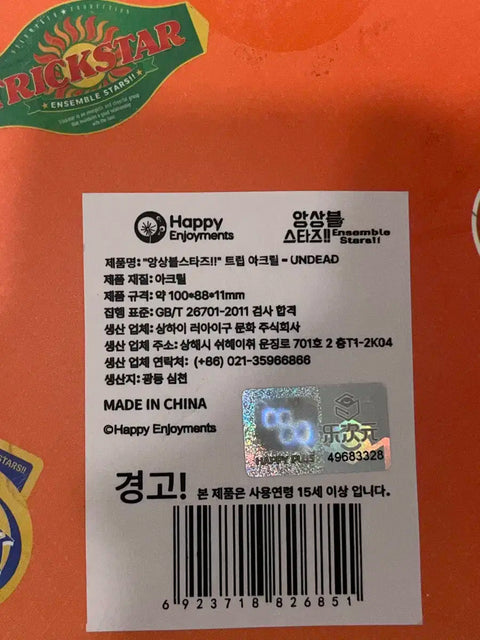 TRICKSTAR
ENSEMBLE STARS!!
Happy
Enjoyments
앙상블
스타즈!!
Ensemble
Stars!!
제품명: "앙상블스타즈!!" 트립 아크릴 - UNDEAD
제품 재질: 아크릴
제품 규격: 약 100*88*11mm
집행 표준: GB/T 26701-2011 검사 합격
생산 업체: 상하이 러아이구 문화 주식회사
생산 업체 주소: 상해시 쉬헤이취 운징로 701호 2 층T1-2K04
생산 업체 연락처: (+86) 021-35966866
생산지: 광둥 심천
MADE IN CHINA
©Happy Enjoyments
HAPPY PLUS
乐次元
49683328
경고! 본 제품은 사용연령 15세 이상 입니다.
6 923718 826851
STARS!!